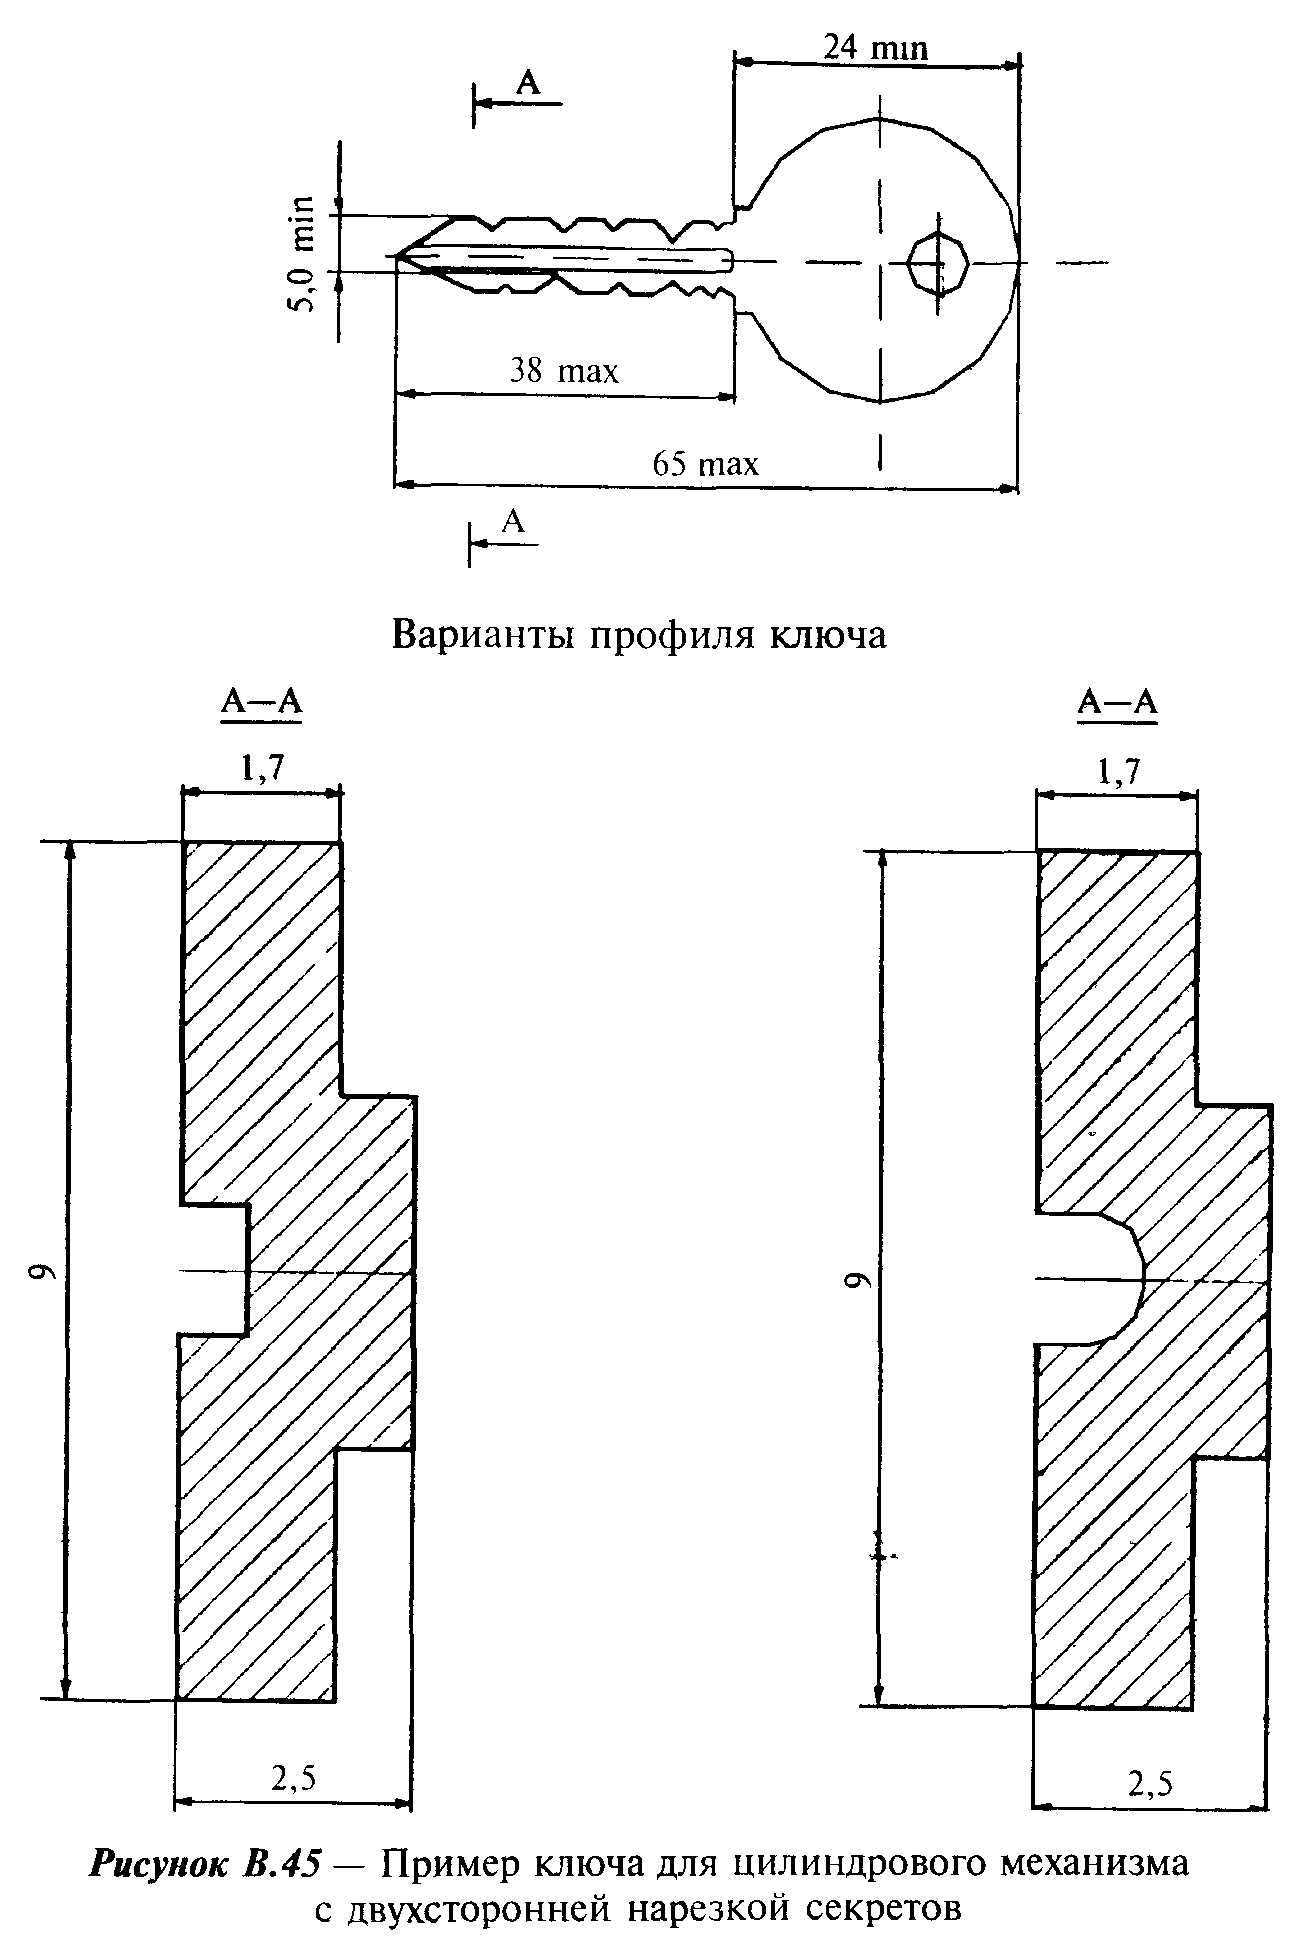 24 min
А
5,0 min
38 max
65 max
А
Варианты профиля ключа
А—А
А—А
1,7
1,7
9
9
2,5
2,5
Рисунок В.45 — Пример ключа для цилиндрового механизма
с двухсторонней нарезкой секретов